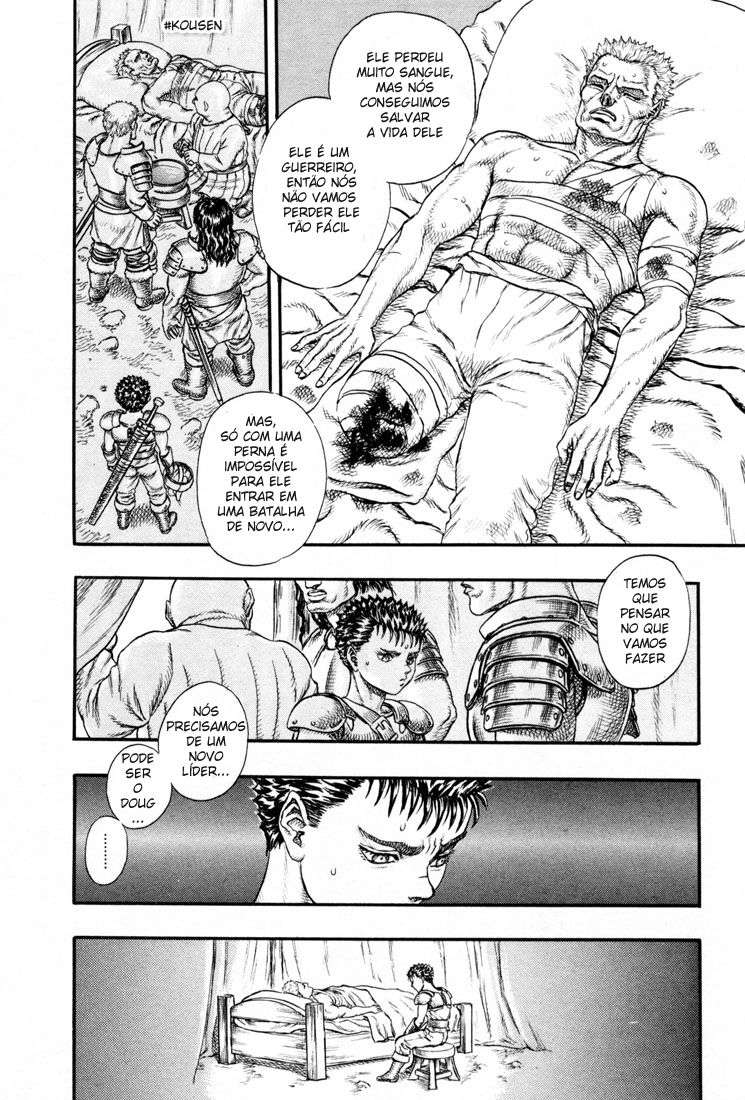 #KOUSEN
ELE PERDEU
MUITO SANGUE,
MAS NÓS
CONSEGUIMOS
SALVAR
A VIDA DELE
ELE É UM
GUERREIRO,
ENTÃO NÓS
NÃO VAMOS
PERDER ELE
TÃO FÁCIL
MAS,
SÓ COM UMA
PERNA É
IMPOSSÍVEL
PARA ELE
ENTRAR EM
UMA BATALHA
DE NOVO...
TEMOS
QUE
PENSAR
NO QUE
VAMOS
FAZER
NÓS
PRECISAMOS
DE UM
NOVO
LÍDER...
PODE
SER
O
DOUG
...
.........